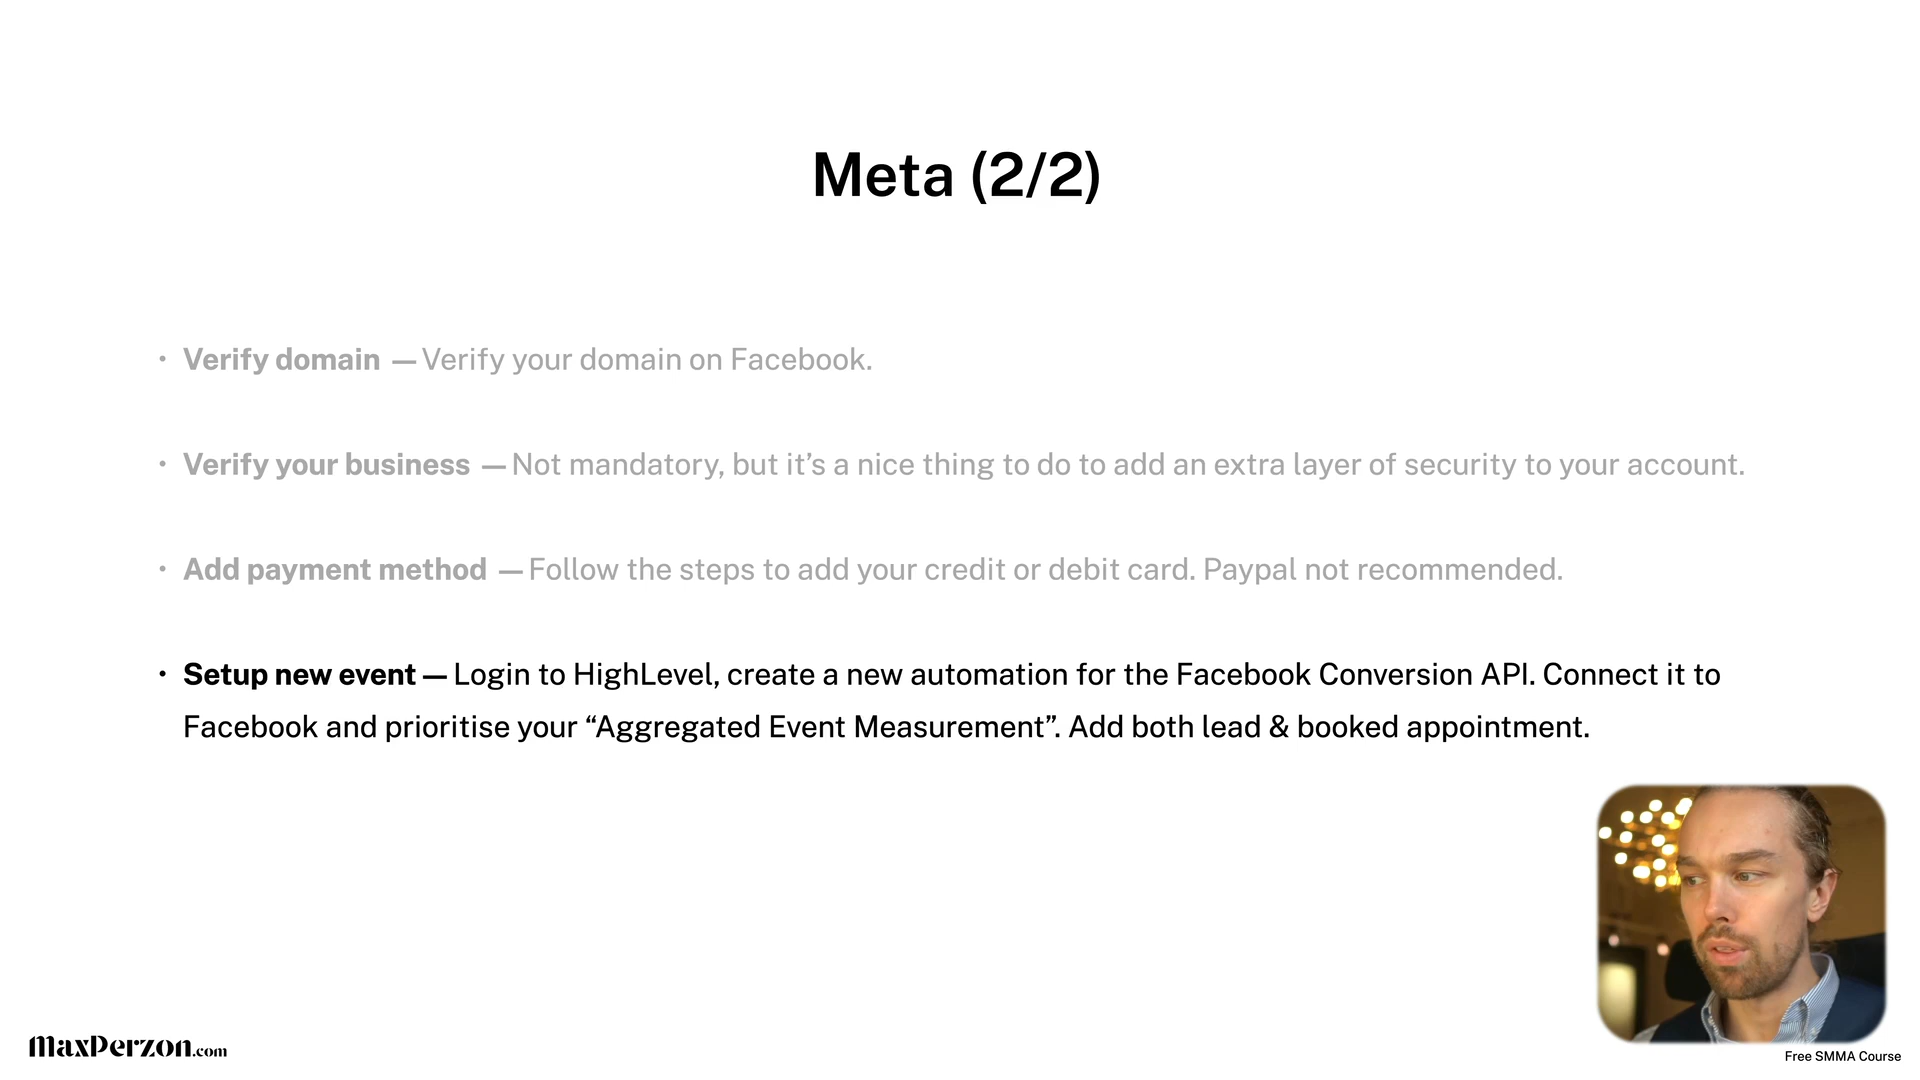 Meta (2/2)
• Verify domain — Verify your domain on Facebook.
• Verify your business — Not mandatory, but it’s a nice thing to do to add an extra layer of security to your account.
• Add payment method — Follow the steps to add your credit or debit card. Paypal not recommended.
• Setup new event — Login to HighLevel, create a new automation for the Facebook Conversion API. Connect it to
Facebook and prioritise your “Aggregated Event Measurement”. Add both lead & booked appointment.
MaxPerzon.com
Free SMMA Course